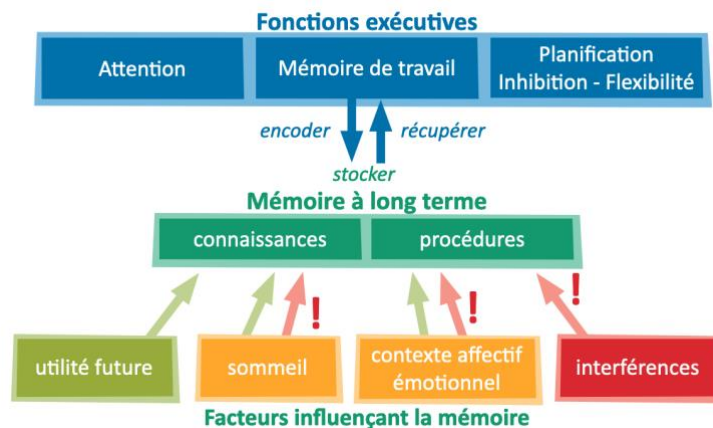 Fonctions exécutives
Attention
Mémoire de travail
Planification
Inhibition - Flexibilité
encoder
récupérer
stocker
Mémoire à long terme
connaissances
procédures
!
!
!
utilité future
sommeil
contexte affectif
émotionnel
interférences
Facteurs influençant la mémoire